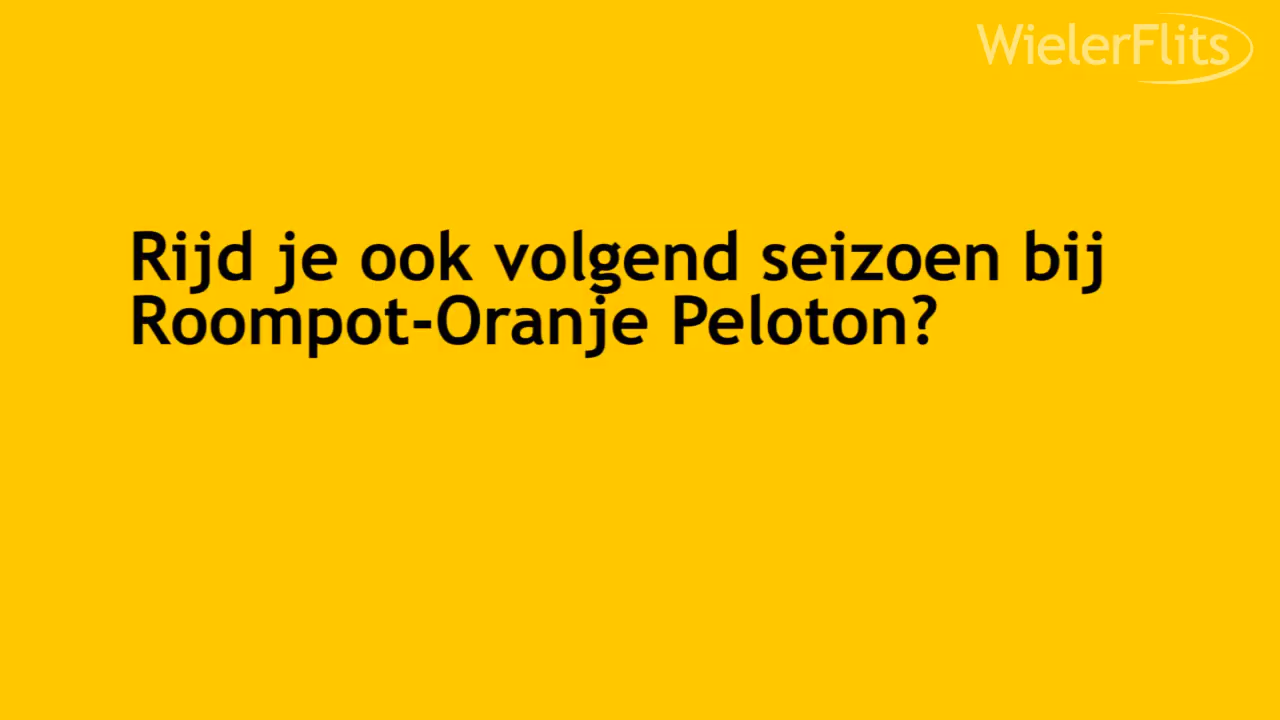 WielerFlits
Rijd je ook volgend seizoen bij
Roompot-Oranje Peloton?